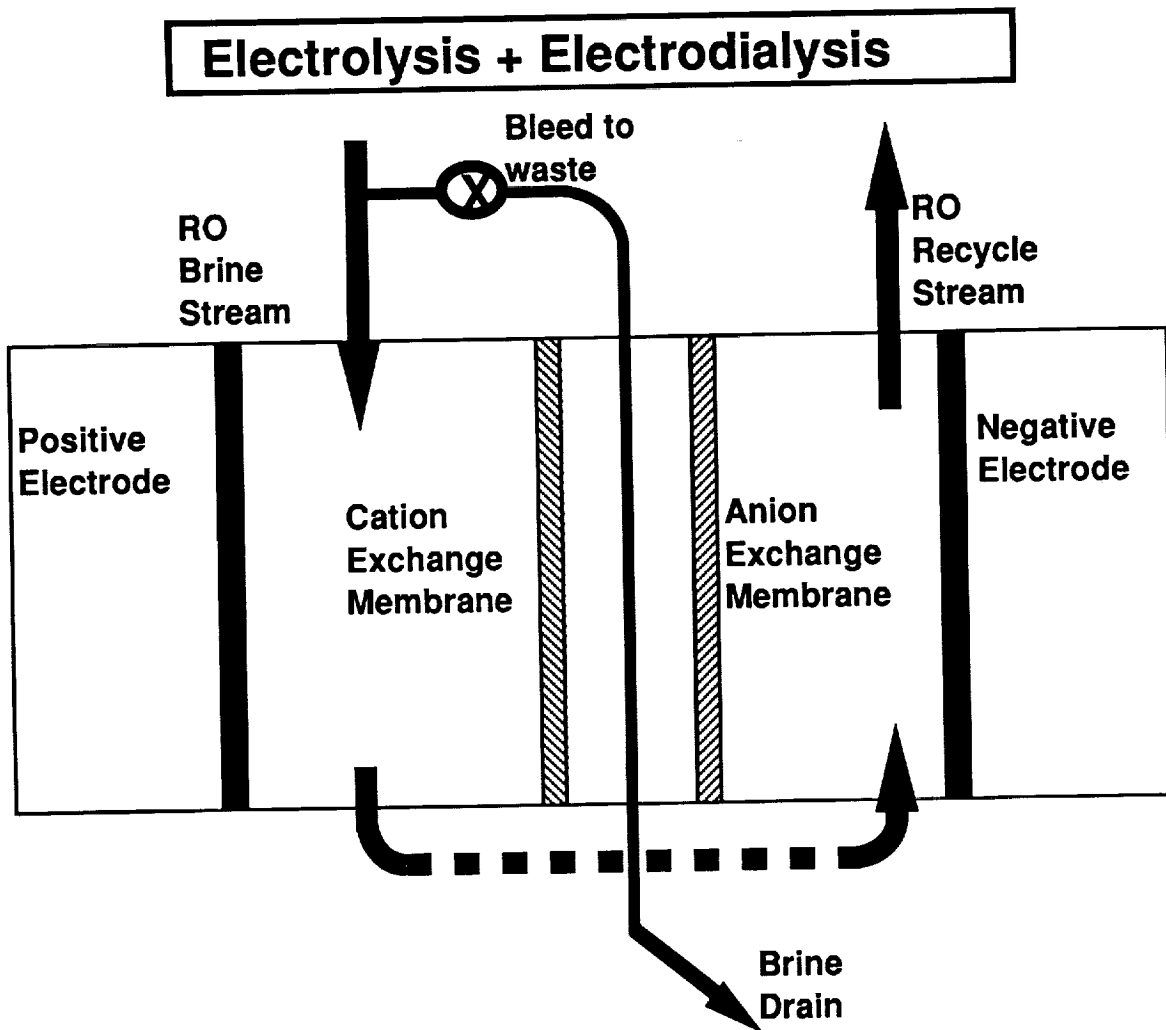 Electrolysis + Electrodialysis
Bleed to
waste
X
RO
Brine
Stream
RO
Recycle
Stream
Positive
Electrode
Negative
Electrode
Cation
Exchange
Membrane
Anion
Exchange
Membrane
Brine
Drain